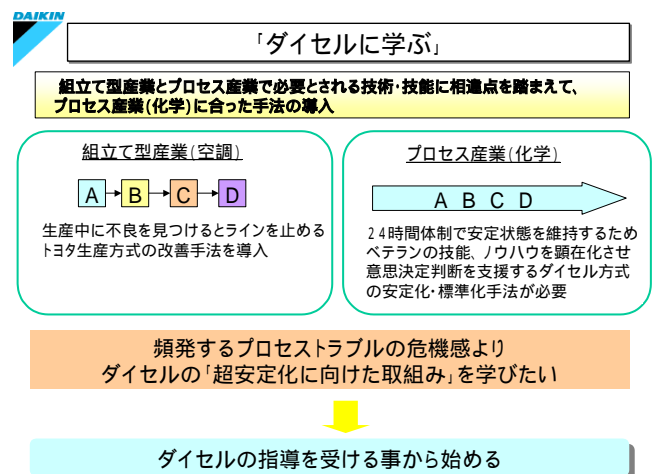 DAIKIN
「ダイセルに学ぶ」
組立て型産業とプロセス産業で必要とされる技術・技能に相違点を踏まえて、
プロセス産業(化学)に合った手法の導入
組立て型産業(空調)
A B C D
生産中に不良を見つけるとラインを止める
トヨタ生産方式の改善手法を導入
プロセス産業(化学)
A B C D
24時間体制で安定状態を維持するため
ベテランの技能、ノウハウを顕在化させ
意思決定判断を支援するダイセル方式
の安定化・標準化手法が必要
頻発するプロセストラブルの危機感より
ダイセルの「超安定化に向けた取組み」を学びたい
ダイセルの指導を受ける事から始める